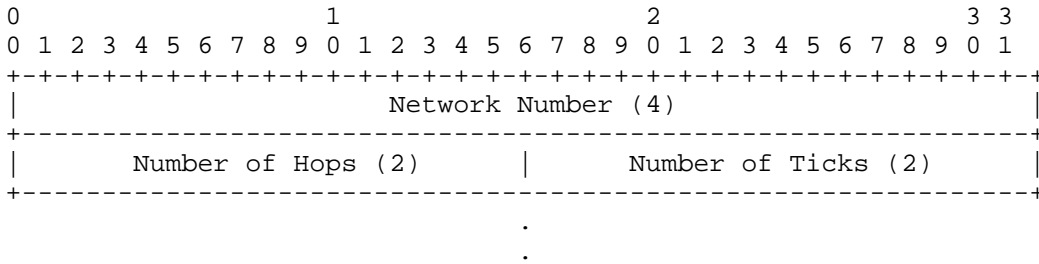 0                   1                   2                   3 3
0 1 2 3 4 5 6 7 8 9 0 1 2 3 4 5 6 7 8 9 0 1 2 3 4 5 6 7 8 9 0 1
+-+-+-+-+-+-+-+-+-+-+-+-+-+-+-+-+-+-+-+-+-+-+-+-+-+-+-+-+-+-+-+-+
|                       Network Number (4)                      |
+---------------------------------------------------------------+
|       Number of Hops (2)      |      Number of Ticks (2)      |
+---------------------------------------------------------------+
                                .
                                .